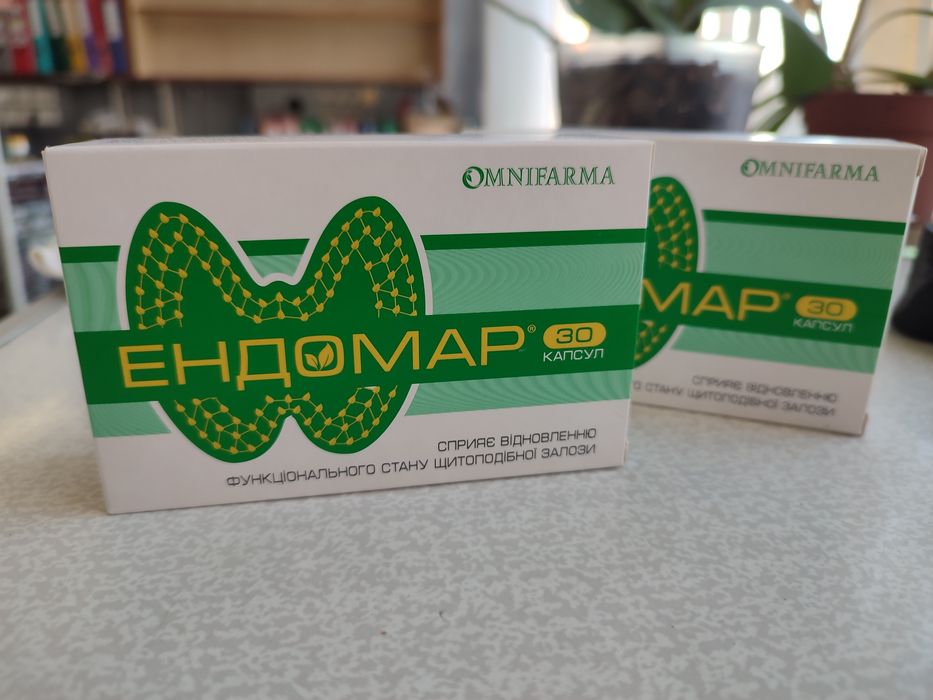 OMNIFARMA
ЕНДОМАР® 30
КАПСУЛ
СПРИЯЄ ВІДНОВЛЕННЮ
ФУНКЦІОНАЛЬНОГО СТАНУ ЩИТОПОДІБНОЇ ЗАЛОЗИ
OMNIFARMA
МАР® 30
КАПСУЛ
СПРИЯЄ ВІДНОВЛЕННЮ
ГО СТАНУ ЩИТОПОДІБНОЇ ЗАЛОЗИ